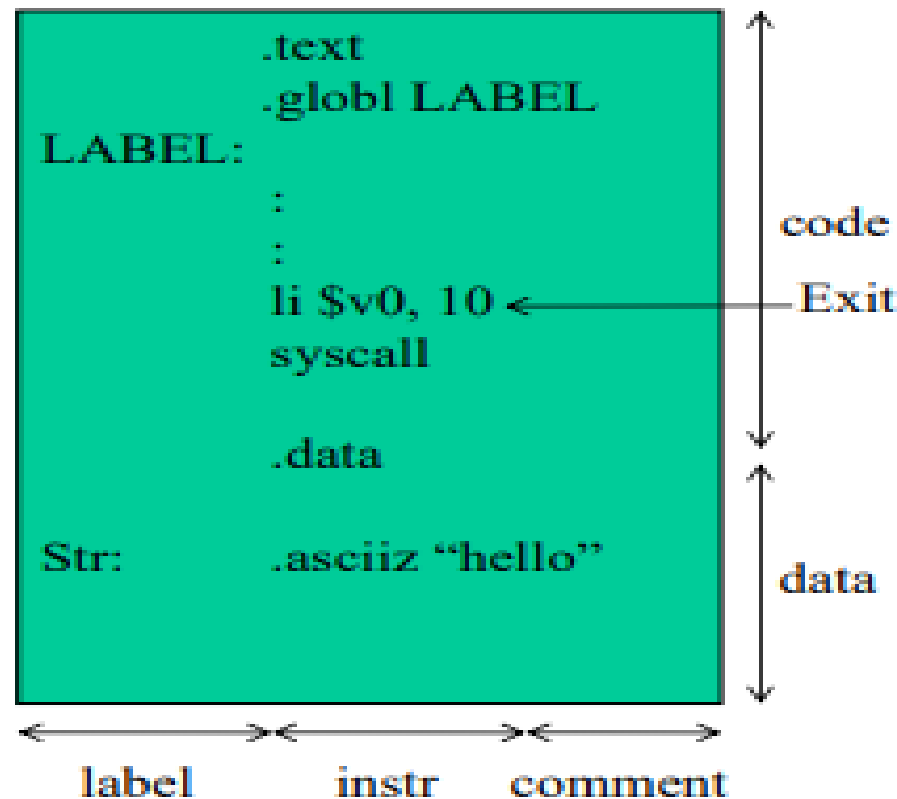 .text
.globl LABEL
LABEL:
:
:
li $v0, 10
syscall
.data
Str: .asciiz “hello”
code
Exit
data
label instr comment